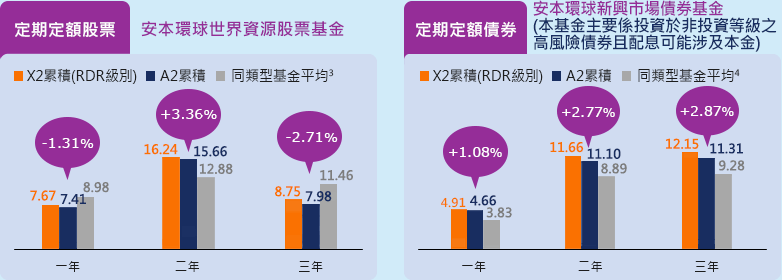 定期定額股票
安本環球世界資源股票基金
X2累積(RDR級別) A2累積 同類型基金平均3
-1.31% +3.36% -2.71%
7.67 7.41 8.98
16.24 15.66 12.88
8.75 7.98 11.46
一年 二年 三年
定期定額債券
安本環球新興市場債券基金
(本基金主要係投資於非投資等級之
高風險債券且配息可能涉及本金)
X2累積(RDR級別) A2累積 同類型基金平均4
+1.08% +2.77% +2.87%
4.91 4.66 3.83
11.66 11.10 8.89
12.15 11.31 9.28
一年 二年 三年